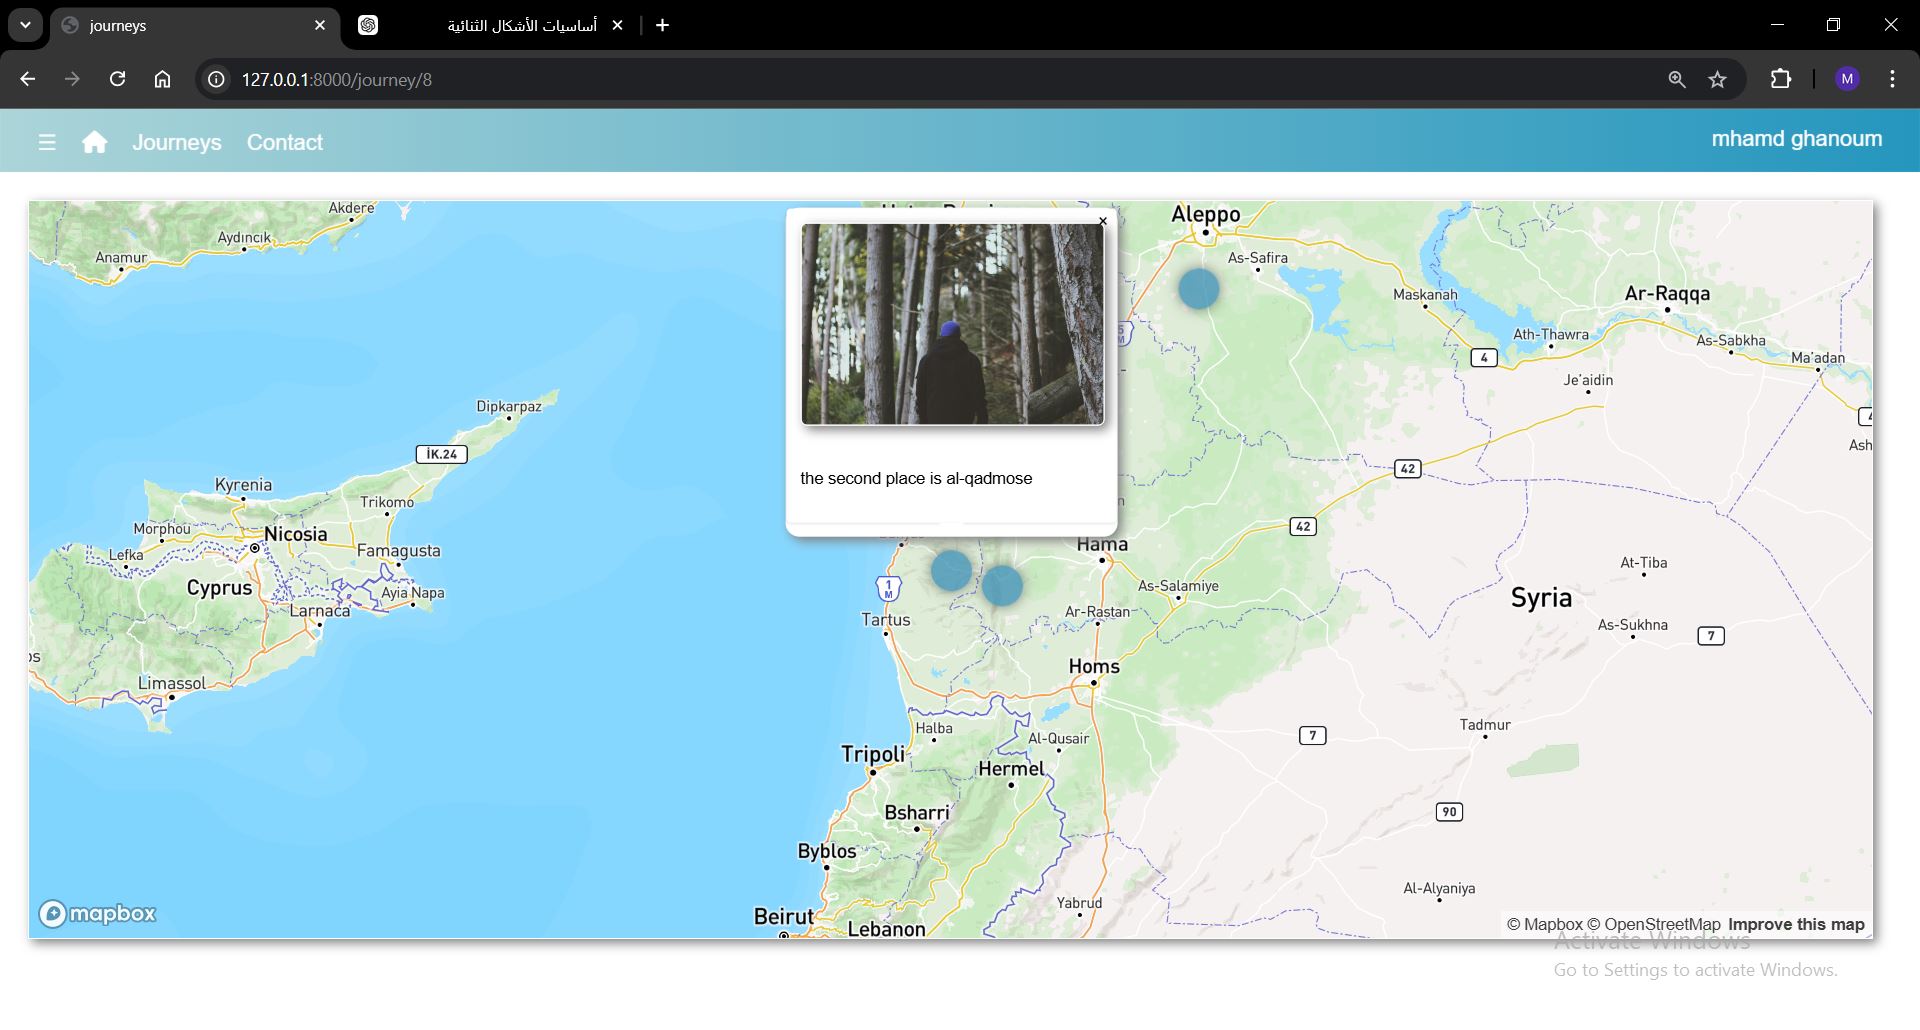 journeys
أساسيات الأشكال الثنائية
127.0.0.1:8000/journey/8
M
Journeys
Contact
mhamd ghanoum
Akdere
Aydıncık
Anamur
Aleppo
As-Safira
Maskanah
Ar-Raqqa
Ath-Thawra
As-Sabkha
Ma'adan
4
Je'aidin
Dipkarpaz
İK.24
42
Kyrenia
Trikomo
the second place is al-qadmose
Morphou
Nicosia
Lefka
Famagusta
42
Hama
Cyprus
Ayia Napa
Larnaca
1
M
As-Salamiye
At-Tiba
Syria
Tartus
Ar-Rastan
As-Sukhna
7
Limassol
Homs
Halba
Al-Qusair
Tadmur
7
Tripoli
Hermel
Bsharri
90
Byblos
Al-Alyaniya
Yabrud
mapbox
Beirut
Lebanon
© Mapbox © OpenStreetMap Improve this map
Activate Windows
Go to Settings to activate Windows.